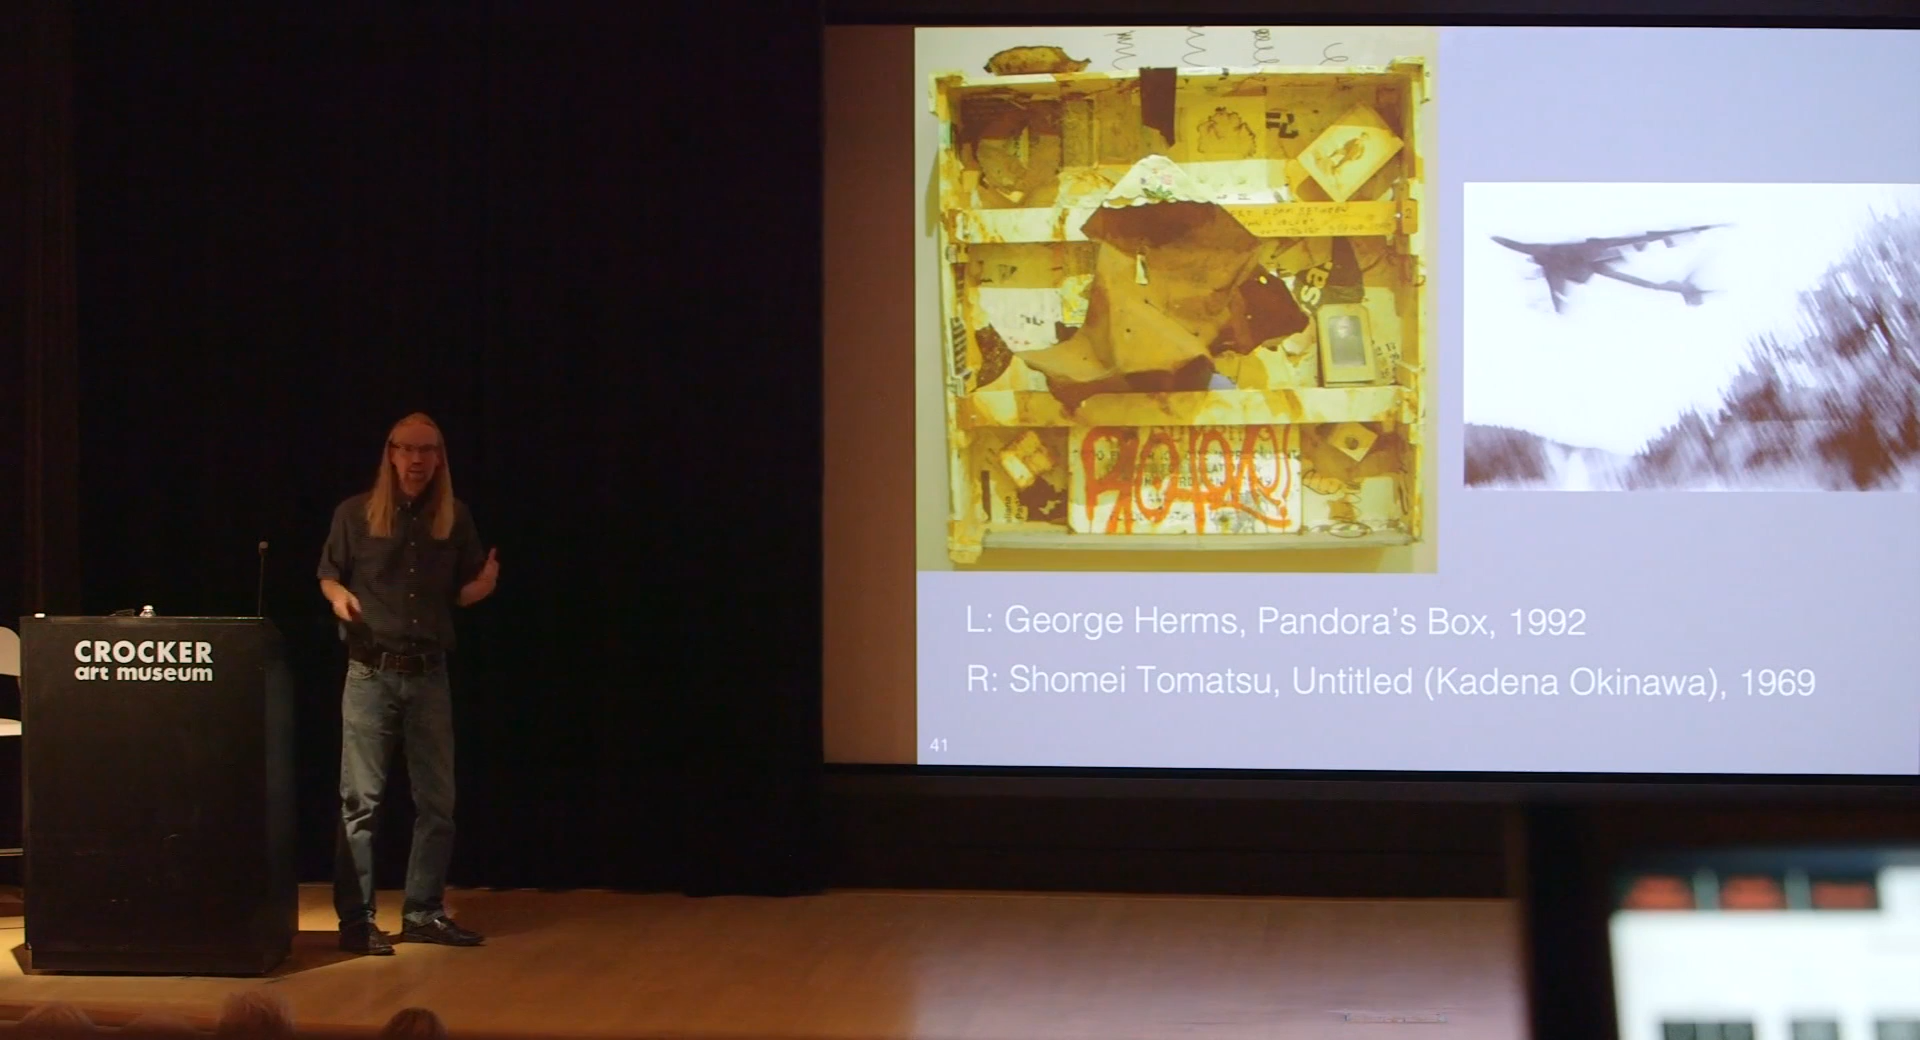 CROCKER
art museum
L: George Herms, Pandora's Box, 1992
R: Shomei Tomatsu, Untitled (Kadena Okinawa), 1969
41